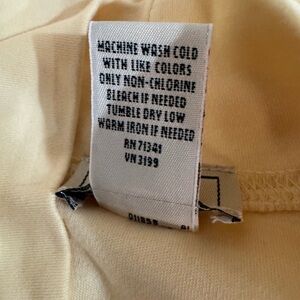 MACHINE WASH COLD
WITH LIKE COLORS
ONLY NON-CHLORINE
BLEACH IF NEEDED
TUMBLE DRY LOW
WARM IRON IF NEEDED
RN 71341
VN 3199